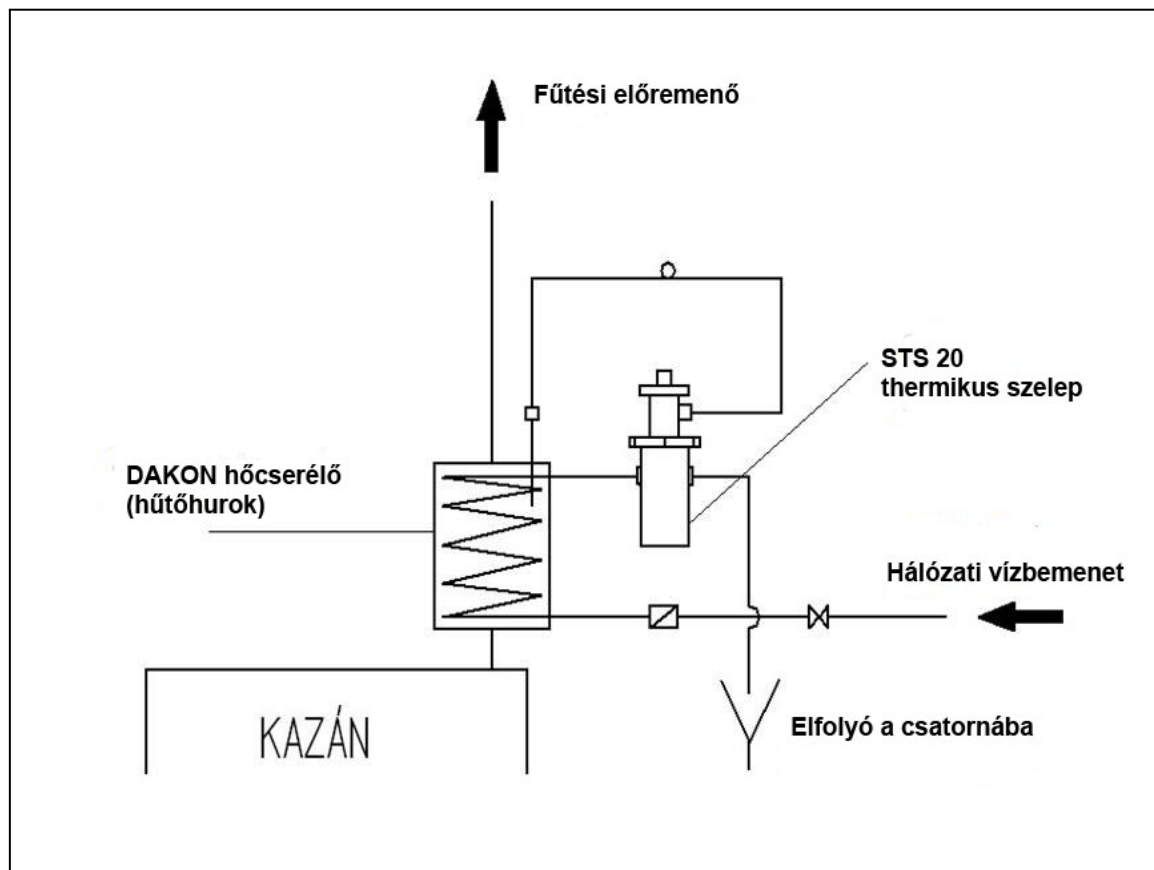 Fűtési előremenő
STS 20
thermikus szelep
DAKON hőcserélő
(hűtőhurok)
Hálózati vízbemenet
KAZÁN
Elfolyó a csatornába